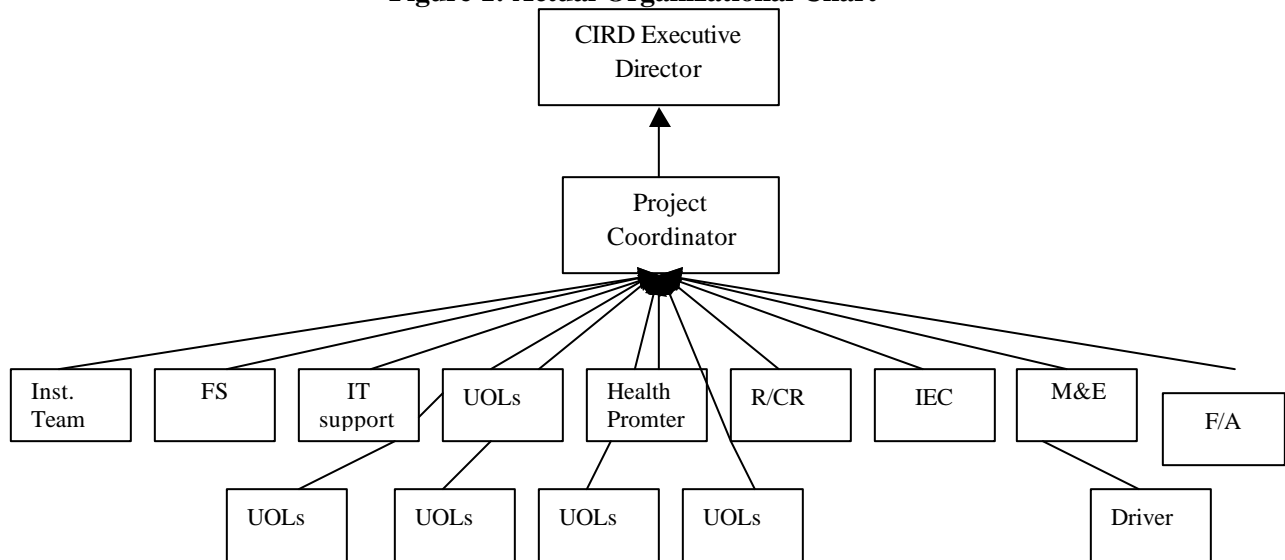 Figure 1: Actual Organizational Chart
CIRD Executive
Director
Project
Coordinator
Inst.
Team
FS
IT
support
UOLs
Health
Promter
R/CR
IEC
M&E
F/A
UOLs
UOLs
UOLs
UOLs
Driver